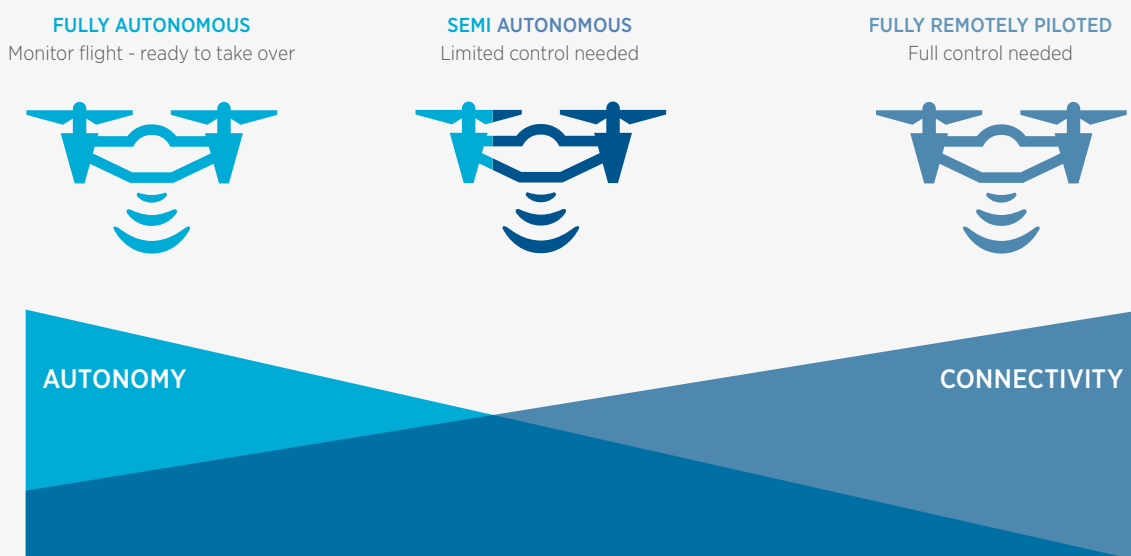 FULLY AUTONOMOUS
Monitor flight - ready to take over
SEMI AUTONOMOUS
Limited control needed
FULLY REMOTELY PILOTED
Full control needed
AUTONOMY
CONNECTIVITY